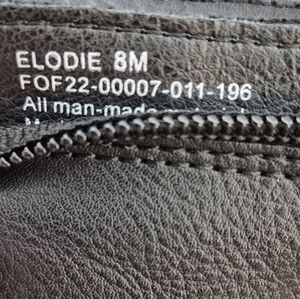 ELODIE 8M
FOF22-00007-011-196
All man-made